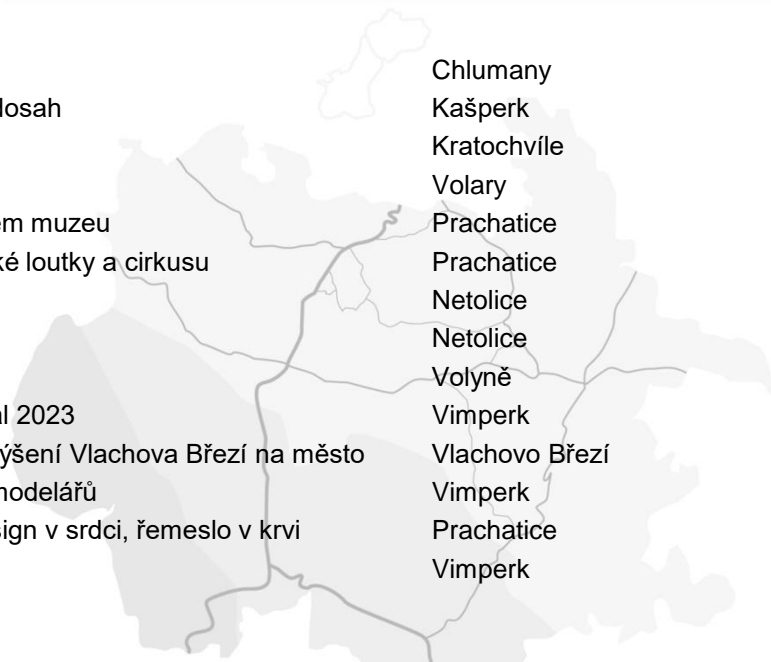 Chlumany
dosah Kašperk
Kratochvíle
Volary
ém muzeu Prachatice
ké loutky a cirkusu Prachatice
Netolice
Netolice
Volyně
al 2023 Vimperk
ýšení Vlachova Březí na město Vlachovo Březí
modelářů Vimperk
sign v srdci, řemeslo v krvi Prachatice
Vimperk